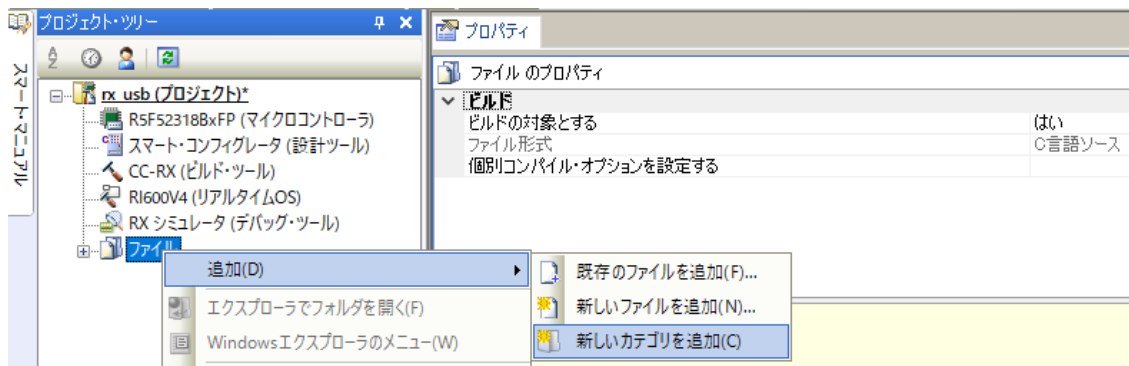 プロジェクト・ツリー
スマート・マニュアル
rx_usb (プロジェクト)*
R5F52318BxFP (マイクロコントローラ)
スマート・コンフィグレータ (設計ツール)
CC-RX (ビルド・ツール)
RI600V4 (リアルタイムOS)
RX シミュレータ (デバッグ・ツール)
ファイル
プロパティ
ファイル のプロパティ
ビルド
ビルドの対象とする はい
ファイル形式 C言語ソース
個別コンパイル・オプションを設定する
追加(D)
エクスプローラでフォルダを開く(F)
Windowsエクスプローラのメニュー(W)
既存のファイルを追加(F)...
新しいファイルを追加(N)...
新しいカテゴリを追加(C)